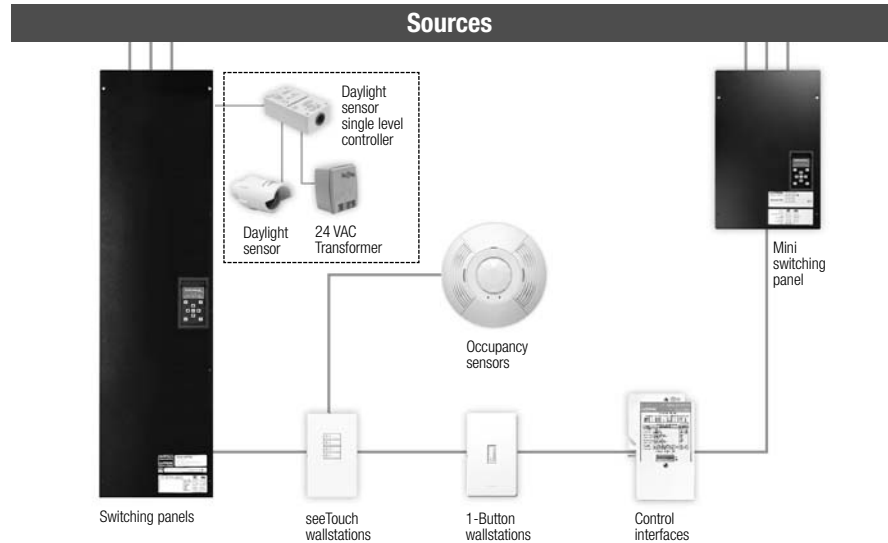 Sources
Daylight
sensor
single level
controller
Daylight
sensor
24 VAC
Transformer
Mini
switching
panel
Occupancy
sensors
Switching panels
seeTouch
wallstations
1-Button
wallstations
Control
interfaces